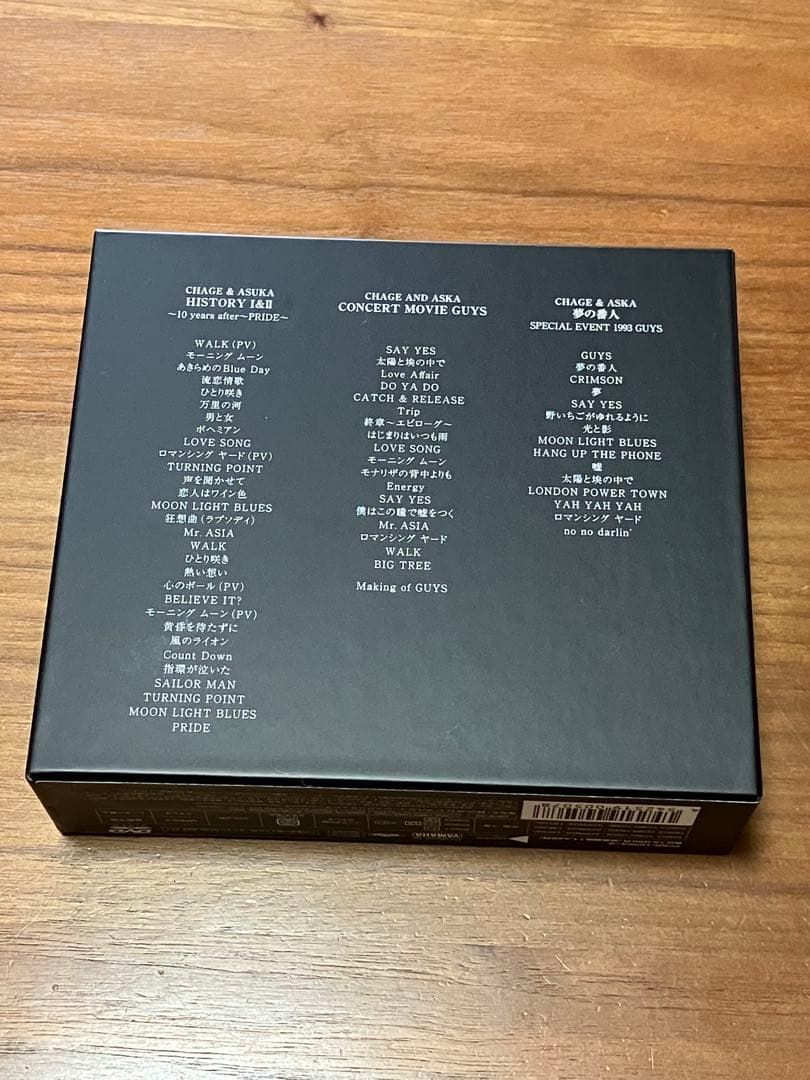 CHAGE & ASUKA
HISTORY I&II
～10 years after～PRIDE～
WALK (PV)
モーニング ムーン
あきらめのBlue Day
流恋情歌
ひとり咲き
万里の河
男と女
ボヘミアン
LOVE SONG
ロマンシング ヤード (PV)
TURNING POINT
声を聞かせて
恋人はワイン色
MOON LIGHT BLUES
狂想曲 (ラプソディ)
Mr. ASIA
WALK
ひとり咲き
熱い想い
心のボール (PV)
BELIEVE IT?
モーニング ムーン (PV)
黄昏を待たずに
風のライオン
Count Down
指環が泣いた
SAILOR MAN
TURNING POINT
MOON LIGHT BLUES
PRIDE
CHAGE AND ASKA
CONCERT MOVIE GUYS
SAY YES
太陽と埃の中で
Love Affair
DO YA DO
CATCH & RELEASE
Trip
終章～エピローグ～
はじまりはいつも雨
LOVE SONG
モーニング ムーン
モナリザの背中よりも
Energy
SAY YES
僕はこの瞳で嘘をつく
Mr. ASIA
ロマンシング ヤード
WALK
BIG TREE
Making of GUYS
CHAGE & ASKA
夢の番人
SPECIAL EVENT 1993 GUYS
GUYS
夢の番人
CRIMSON
夢
SAY YES
野いちごがゆれるように
光と影
MOON LIGHT BLUES
HANG UP THE PHONE
嘘
太陽と埃の中で
LONDON POWER TOWN
YAH YAH YAH
ロマンシング ヤード
no no darlin'
YAMAHA
DVD